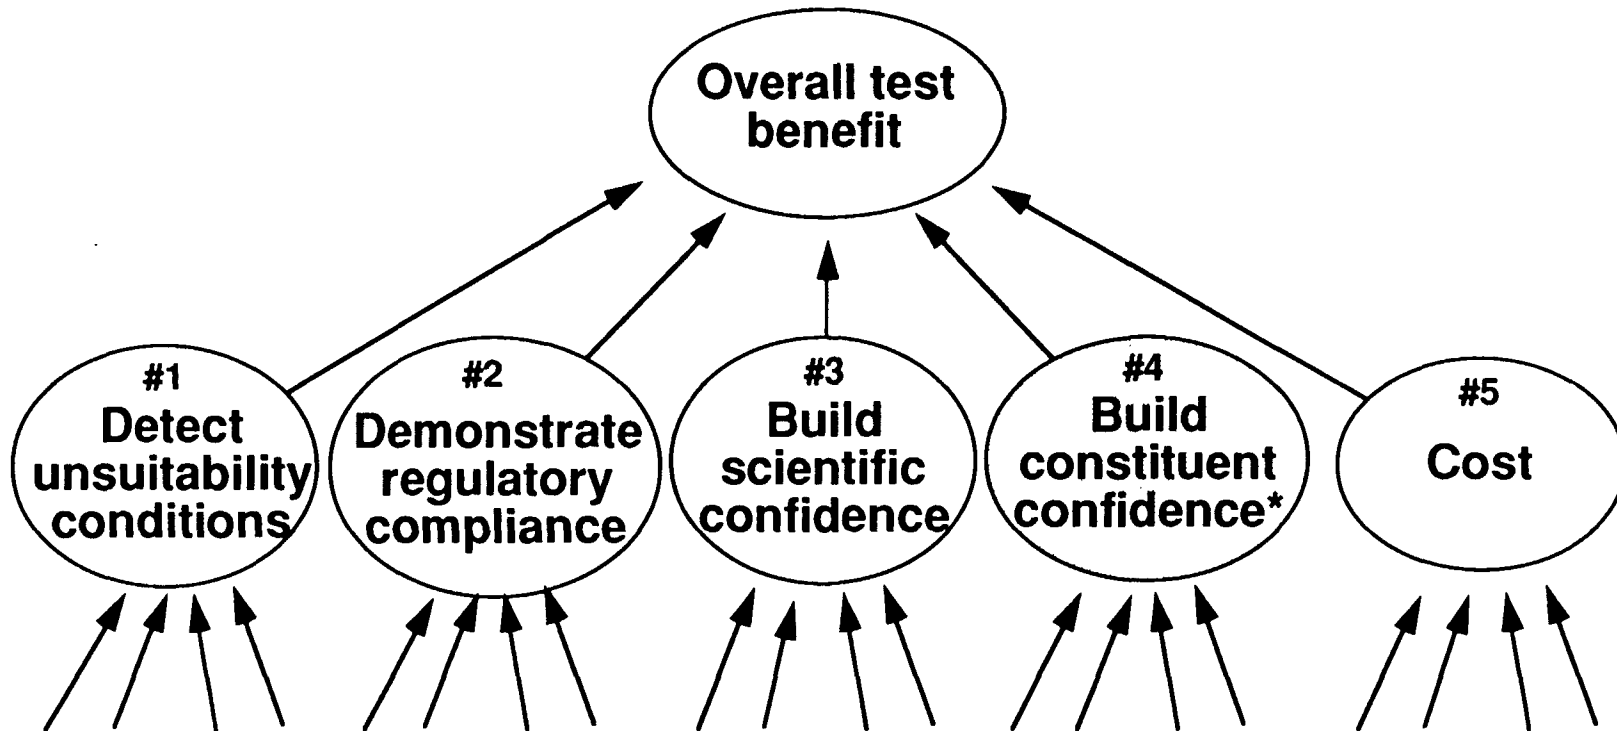 Overall test
benefit
#1
Detect
unsuitability
conditions
#2
Demonstrate
regulatory
compliance
#3
Build
scientific
confidence
#4
Build
constituent
confidence*
#5
Cost